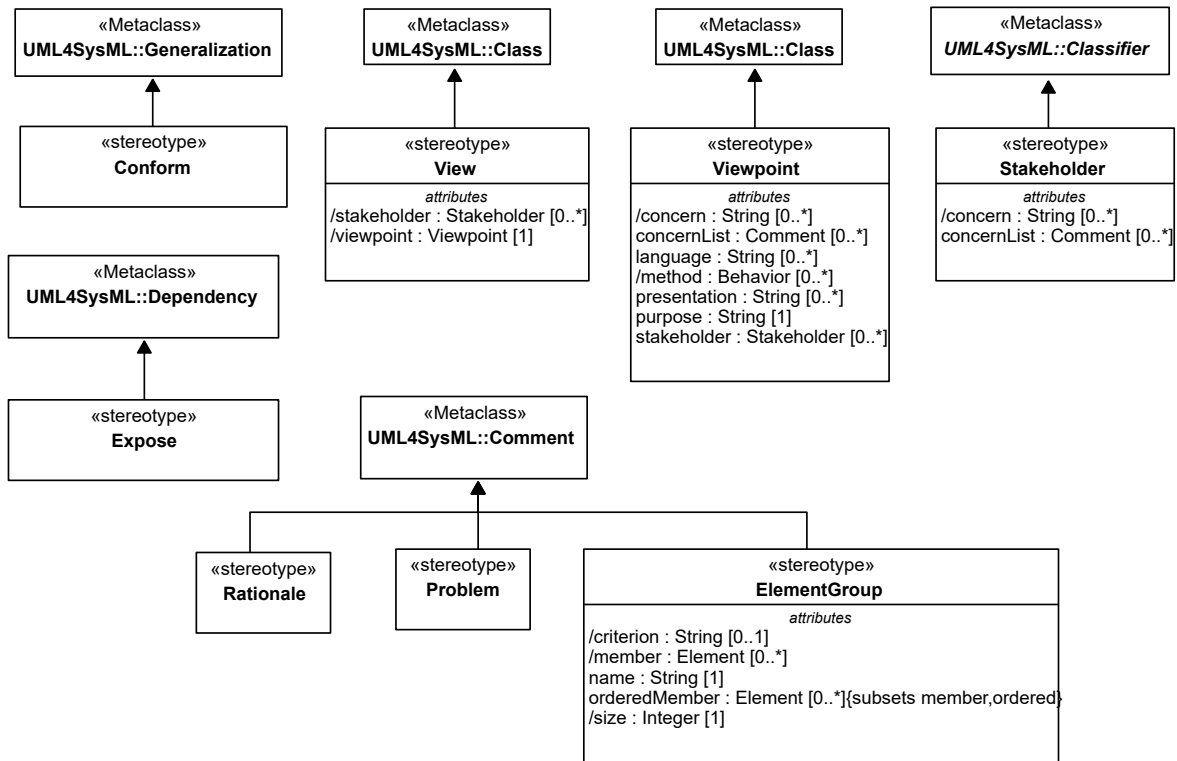 «Metaclass»
UML4SysML::Generalization
«stereotype»
Conform
«Metaclass»
UML4SysML::Class
«stereotype»
View
attributes
/stakeholder : Stakeholder [0..*]
/viewpoint : Viewpoint [1]
«Metaclass»
UML4SysML::Class
«stereotype»
Viewpoint
attributes
/concern : String [0..*]
concernList : Comment [0..*]
language : String [0..*]
/method : Behavior [0..*]
presentation : String [0..*]
purpose : String [1]
stakeholder : Stakeholder [0..*]
«Metaclass»
UML4SysML::Classifier
«stereotype»
Stakeholder
attributes
/concern : String [0..*]
concernList : Comment [0..*]
«Metaclass»
UML4SysML::Dependency
«stereotype»
Expose
«Metaclass»
UML4SysML::Comment
«stereotype»
Rationale
«stereotype»
Problem
«stereotype»
ElementGroup
attributes
/criterion : String [0..1]
/member : Element [0..*]
name : String [1]
orderedMember : Element [0..*]{subsets member,ordered}
/size : Integer [1]